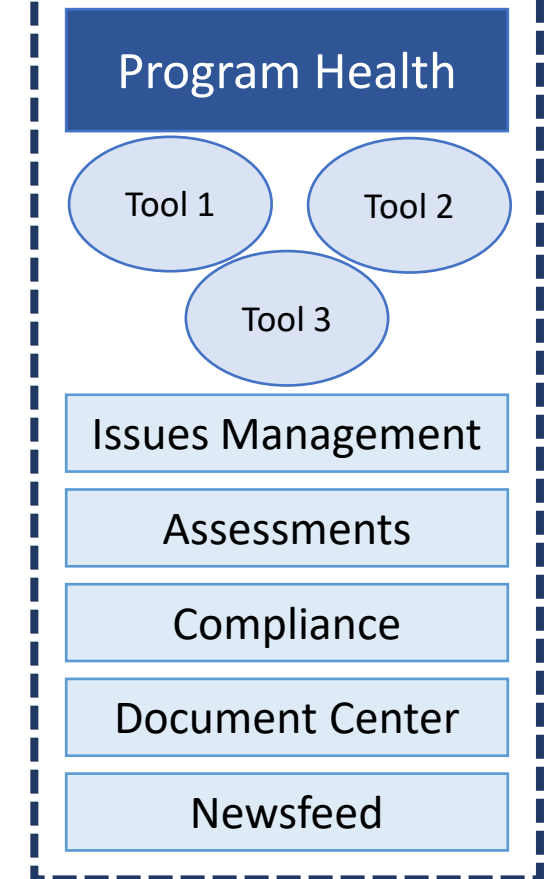 Program Health
Tool 1
Tool 2
Tool 3
Issues Management
Assessments
Compliance
Document Center
Newsfeed